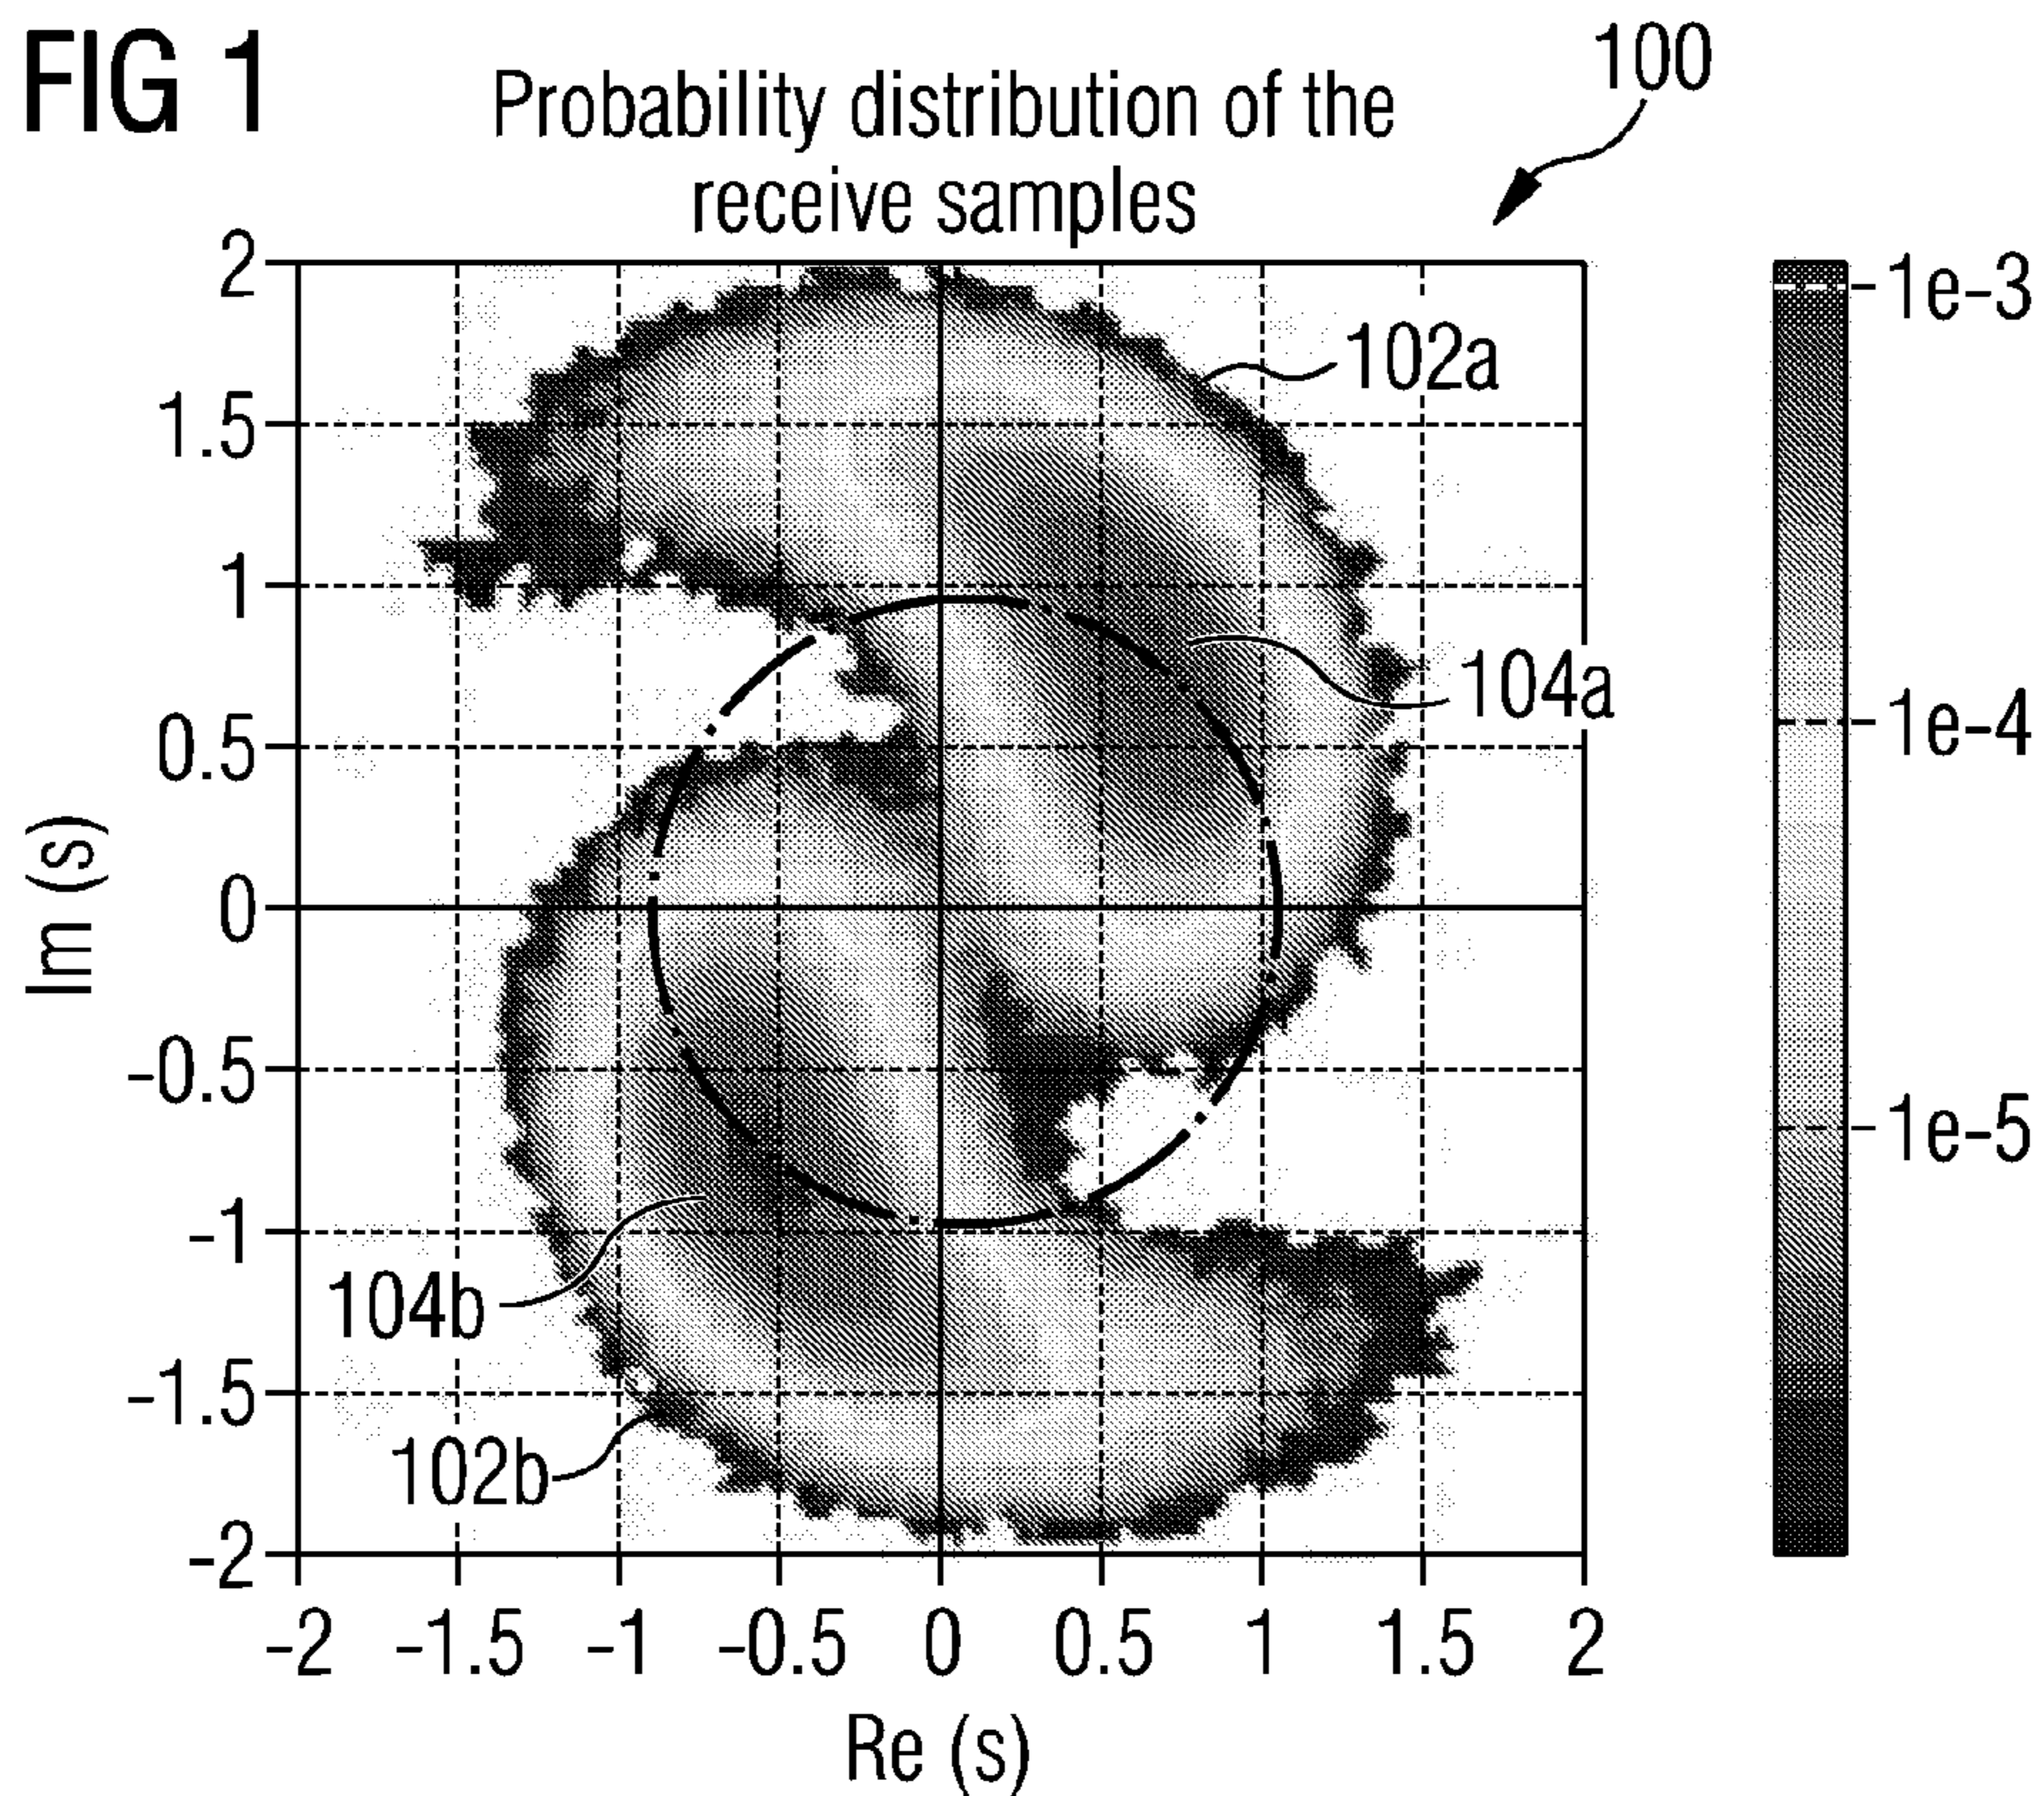 FIG 1
100
Probability distribution of the
receive samples
2
1.5
1
0.5
0
-0.5
-1
-1.5
-2
Im (s)
102a
104a
104b
102b
1e-3
1e-4
1e-5
-2 -1.5 -1 -0.5 0 0.5 1 1.5 2
Re (s)